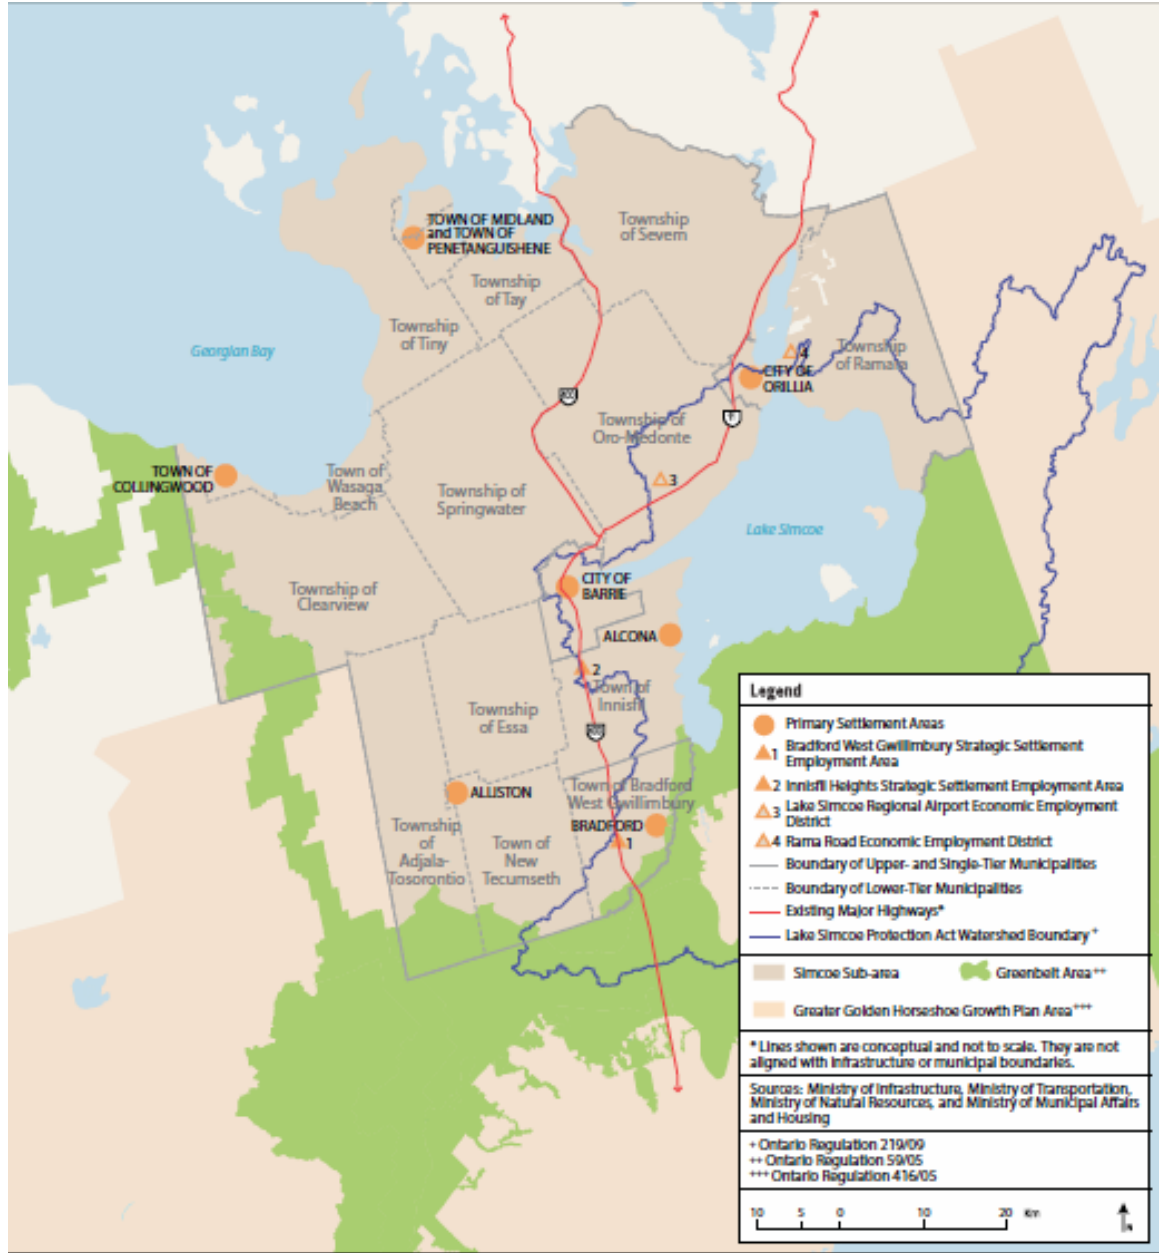 TOWN OF MIDLAND
and TOWN OF
PENETANGUISHENE
Township
of Severn
Township
of Tay
Township
of Tiny
Georgian Bay
4
Township
of Ramara
CITY OF
ORILLIA
400
11
Township of
Oro-Medonte
3
TOWN OF
COLLINGWOOD
Town of
Wasaga
Beach
Township of
Springwater
Lake Simcoe
Township of
Clearview
CITY OF
BARRIE
ALCONA
2
Town of
Innisfil
Township
of Essa
400
ALLISTON
Town of Bradford
West Gwillimbury
BRADFORD
1
Township
of
Adjala-
Tosorontio
Town of
New
Tecumseth
Legend
Primary Settlement Areas
1 Bradford West Gwillimbury Strategic Settlement
Employment Area
2 Innisfil Heights Strategic Settlement Employment Area
3 Lake Simcoe Regional Airport Economic Employment
District
4 Rama Road Economic Employment District
Boundary of Upper- and Single-Tier Municipalities
Boundary of Lower-Tier Municipalities
Existing Major Highways*
Lake Simcoe Protection Act Watershed Boundary +
Simcoe Sub-area
Greenbelt Area ++
Greater Golden Horseshoe Growth Plan Area +++
* Lines shown are conceptual and not to scale. They are not
aligned with infrastructure or municipal boundaries.
Sources: Ministry of Infrastructure, Ministry of Transportation,
Ministry of Natural Resources, and Ministry of Municipal Affairs
and Housing
+ Ontario Regulation 219/09
++ Ontario Regulation 59/05
+++ Ontario Regulation 416/05
10 5 0 10 20 Km
N